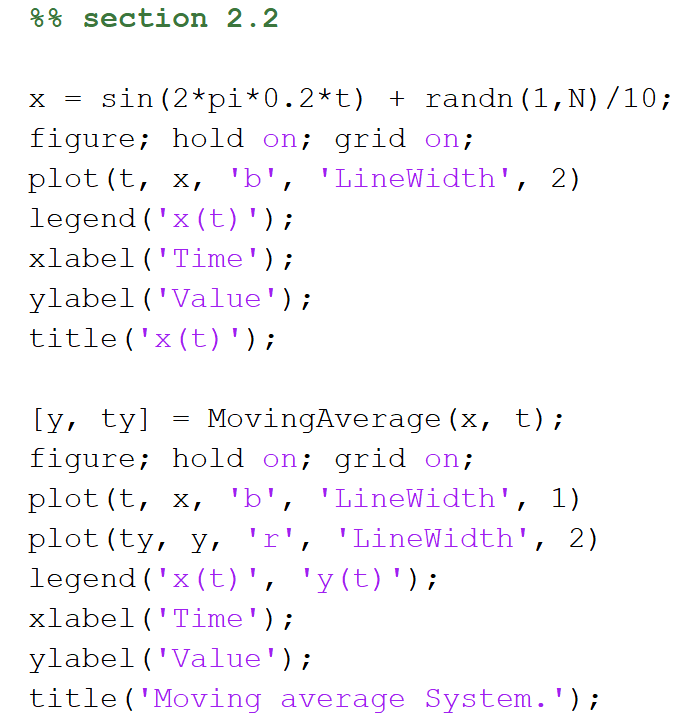 %% section 2.2
x = sin(2*pi*0.2*t) + randn(1,N)/10;
figure; hold on; grid on;
plot(t, x, 'b', 'LineWidth', 2)
legend('x(t)');
xlabel('Time');
ylabel('Value');
title('x(t)');
[y, ty] = MovingAverage(x, t);
figure; hold on; grid on;
plot(t, x, 'b', 'LineWidth', 1)
plot(ty, y, 'r', 'LineWidth', 2)
legend('x(t)', 'y(t)');
xlabel('Time');
ylabel('Value');
title('Moving average System.');